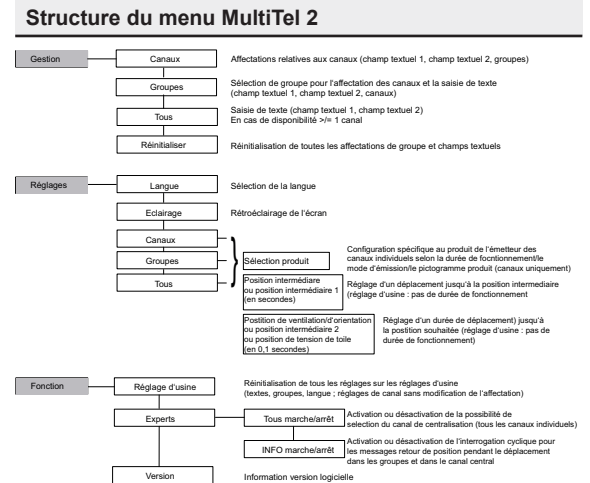 Structure du menu MultiTel 2
Gestion
Canaux
Affectations relatives aux canaux (champ textuel 1, champ textuel 2, groupes)
Groupes
Sélection de groupe pour l'affectation des canaux et la saisie de texte
(champ textuel 1, champ textuel 2, canaux)
Tous
Saisie de texte (champ textuel 1, champ textuel 2)
En cas de disponibilité >/= 1 canal
Réinitialiser
Réinitialisation de toutes les affectations de groupe et champs textuels
Réglages
Langue
Sélection de la langue
Eclairage
Rétroéclairage de l'écran
Canaux
Groupes
Tous
}
Sélection produit
Configuration spécifique au produit de l'émetteur des
canaux individuels selon la durée de focntionnement/le
mode d'émission/le pictogramme produit (canaux uniquement)
Position intermédiare
ou position intermédiaire 1
(en secondes)
Réglage d'un déplacement jusqu'à la position intermediaire
(réglage d'usine : pas de durée de fonctionnement
Postition de ventilation/d'orientation
ou position intermédiaire 2
ou position de tension de toile
(en 0,1 secondes)
Réglage d'un durée de déplacement) jusqu'à
la postition souhaitée (réglage d'usine : pas de
durée de fonctionnement)
Fonction
Réglage d'usine
Réinitialisation de tous les réglages sur les réglages d'usine
(textes, groupes, langue ; réglages de canal sans modification de l'affectation)
Experts
Tous marche/arrêt
Activation ou désactivation de la possibilité de
selection du canal de centralisation (tous les canaux individuels)
INFO marche/arrêt
Activation ou désactivation de l'interrogation cyclique pour
les messages retour de position pendant le déplacement
dans les groupes et dans le canal central
Version
Information version logicielle